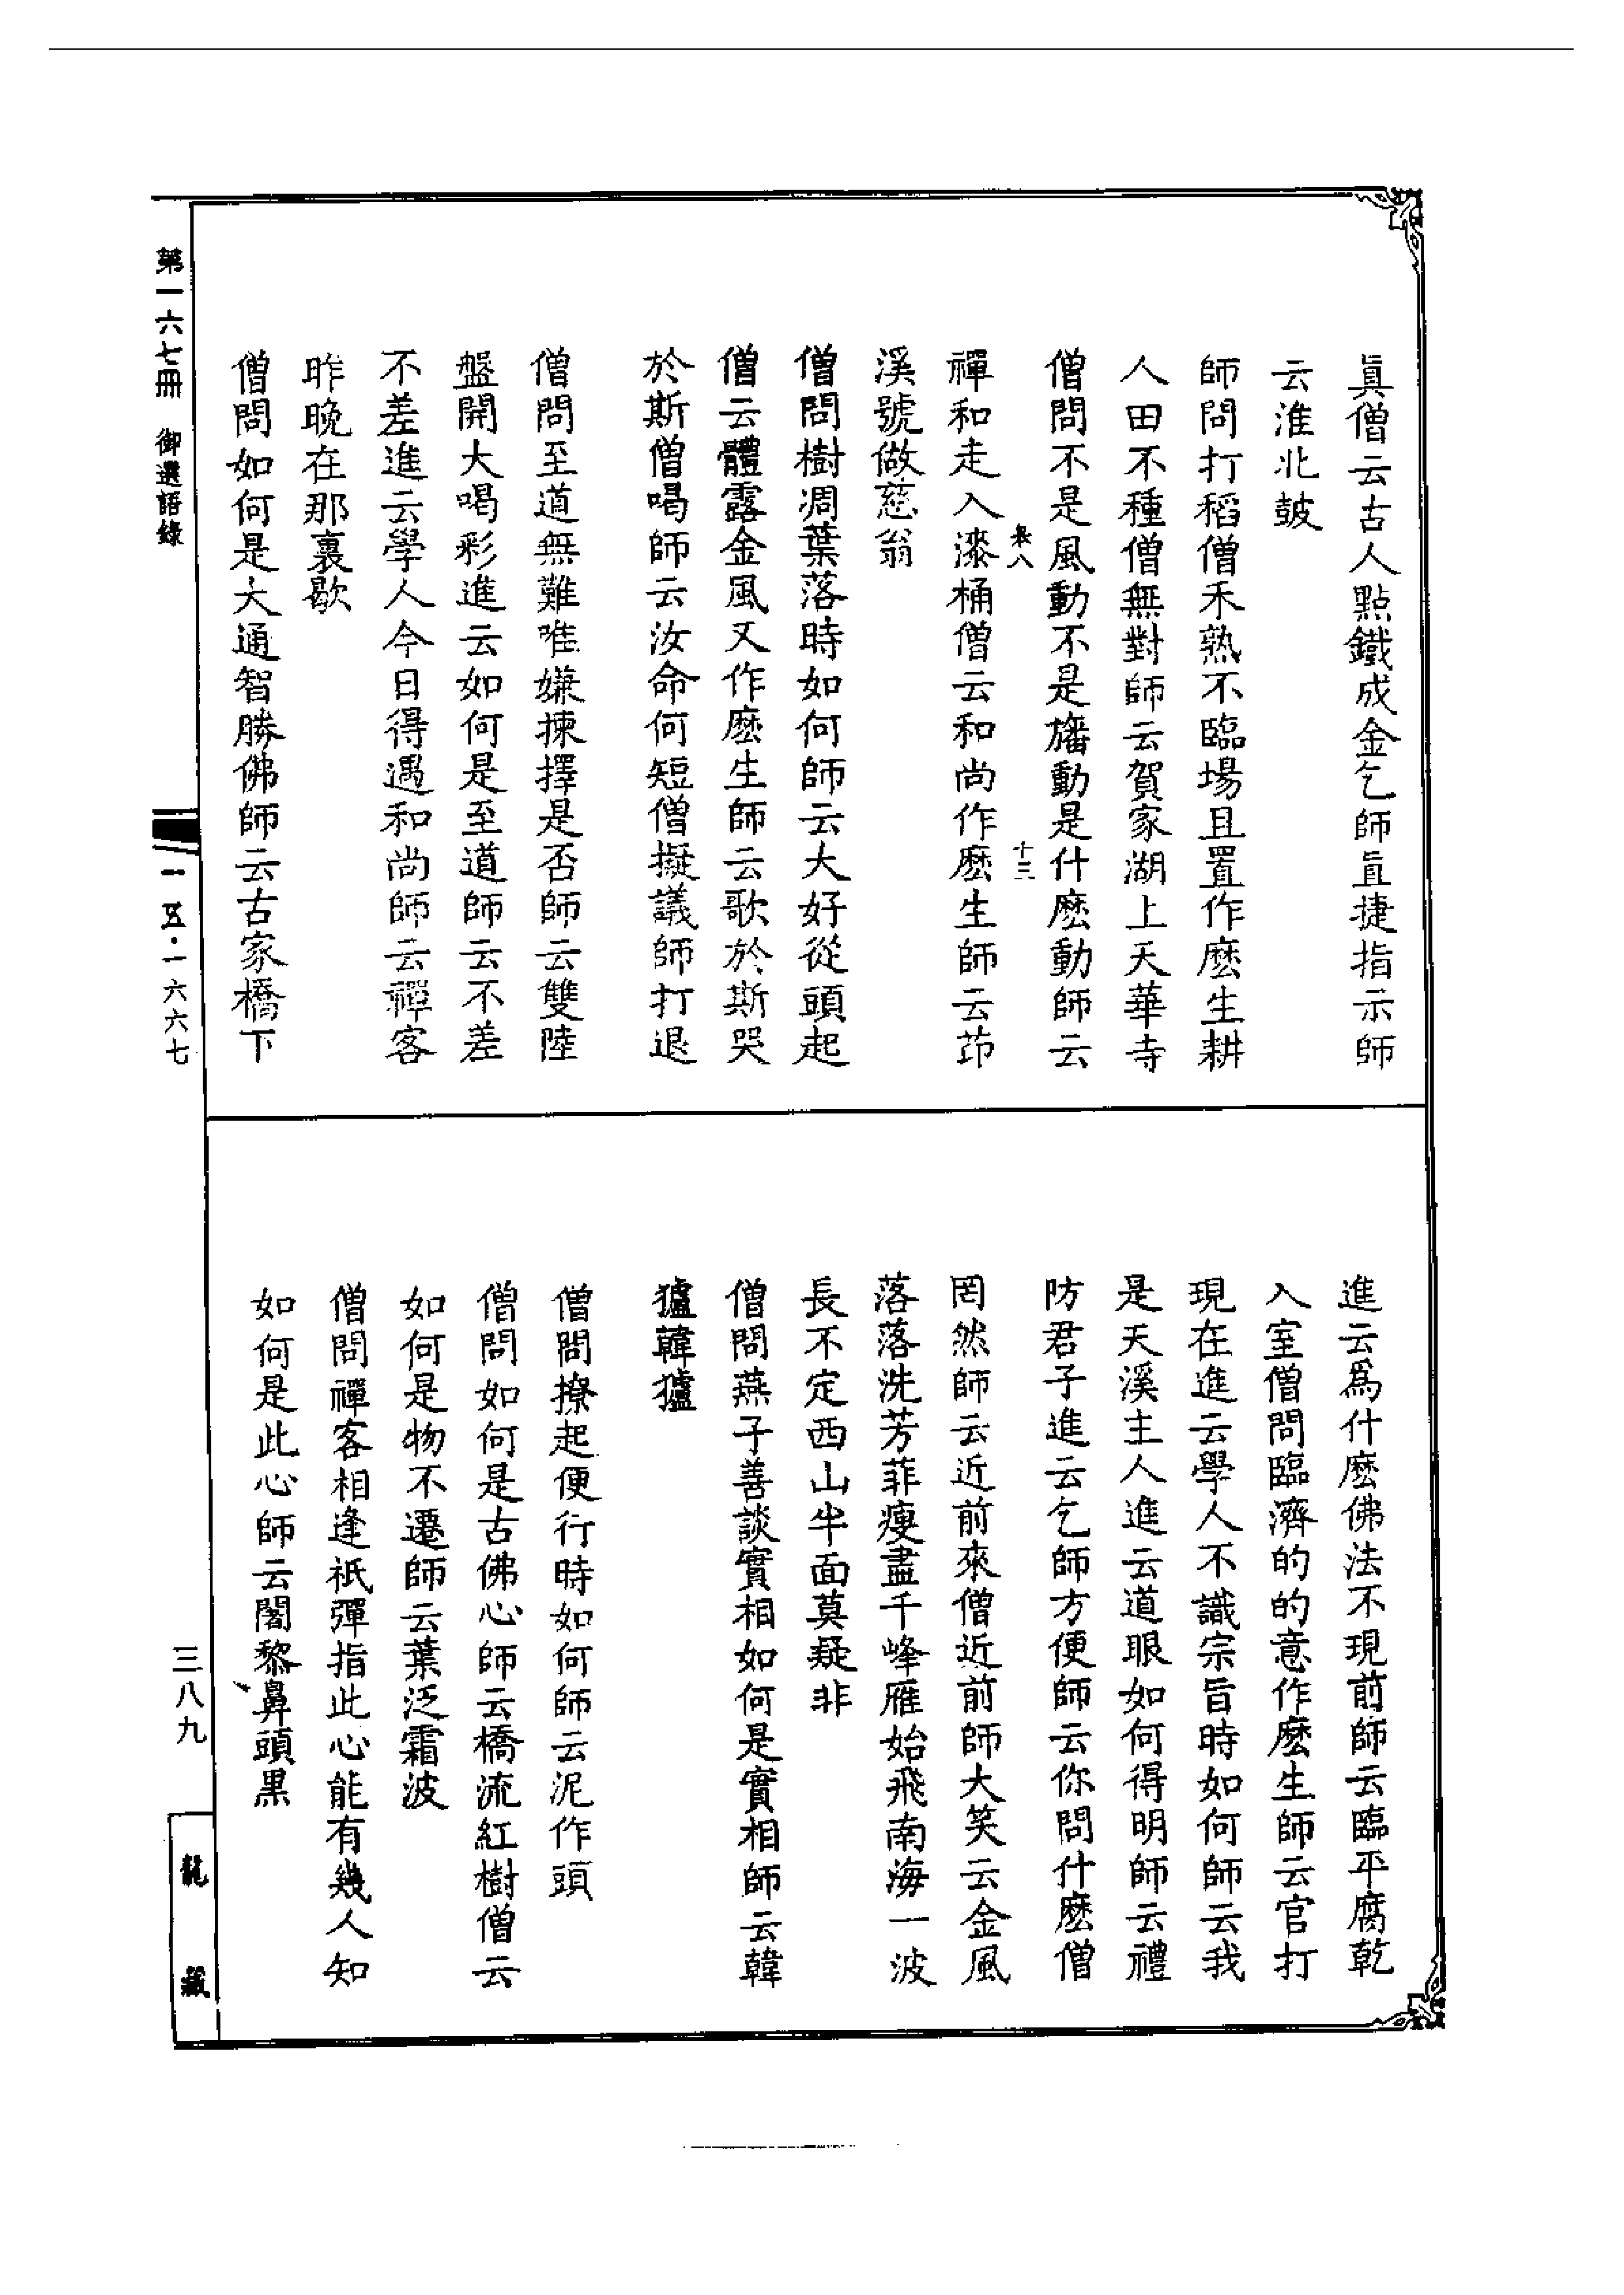 眞僧云古人點鐵成金乞師直捷指示師
云淮北皷
師問打稻僧禾熟不臨場且置作麽生耕
人田不種僧無對師云賀家湖上天華寺
僧問不是風動不是旛動是什麽動師云
禪和走入漆桶僧云和尚作麽生師云茆
溪號做慈翁
僧問樹凋葉落時如何師云大好從頭起
僧云體露金風又作麽生師云歌於斯哭
於斯僧喝師云汝命何短僧擬議師打退
僧問至道無難唯嫌揀擇是否師云雙陸
盤開大喝彩進云如何是至道師云不差
不差進云學人今日得遇和尚師云禪客
昨晚在那裏歇
僧問如何是大通智勝佛師云古家橋下
十三
進云爲什麽佛法不現前師云臨平腐乾
入室僧問臨濟的的意作麽生師云官打
現在進云學人不識宗旨時如何師云我
是天溪主人進云道眼如何得明師云禮
防君子進云乞師方便師云你問什麽僧
罔然師云近前來僧近前師大笑云金風
落落洗芳菲瘦盡千峰雁始飛南海一波
長不定西山半面莫疑非
僧問燕子善談實相如何是實相師云韓
獹韓獹
僧問撩起便行時如何師云泥作頭
僧問如何是古佛心師云橋流紅樹僧云
如何是物不遷師云葉泛霜波
僧問禪客相逢祇彈指此心能有幾人知
如何是此心師云闍黎鼻頭黑
第一六七冊 御選語錄
一五·一六六七
三八九
龍藏